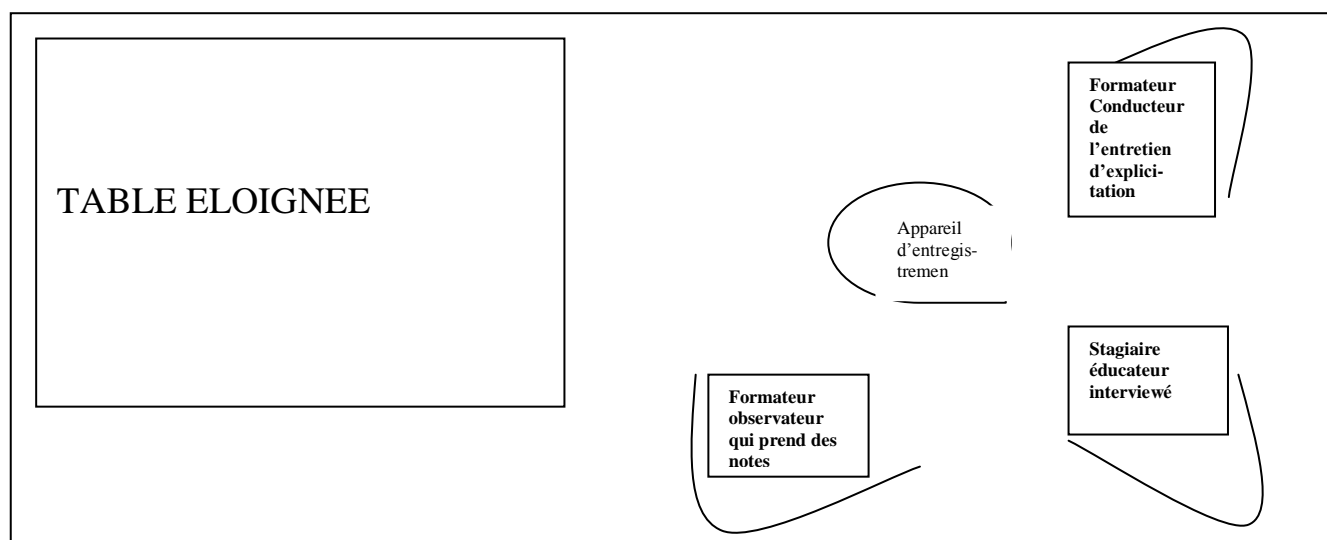 TABLE ELOIGNEE
Formateur
Conducteur
de
l’entretien
d’explici-
tation
Appareil
d’entregis-
tremen
Stagiaire
éducateur
interviewé
Formateur
observateur
qui prend des
notes